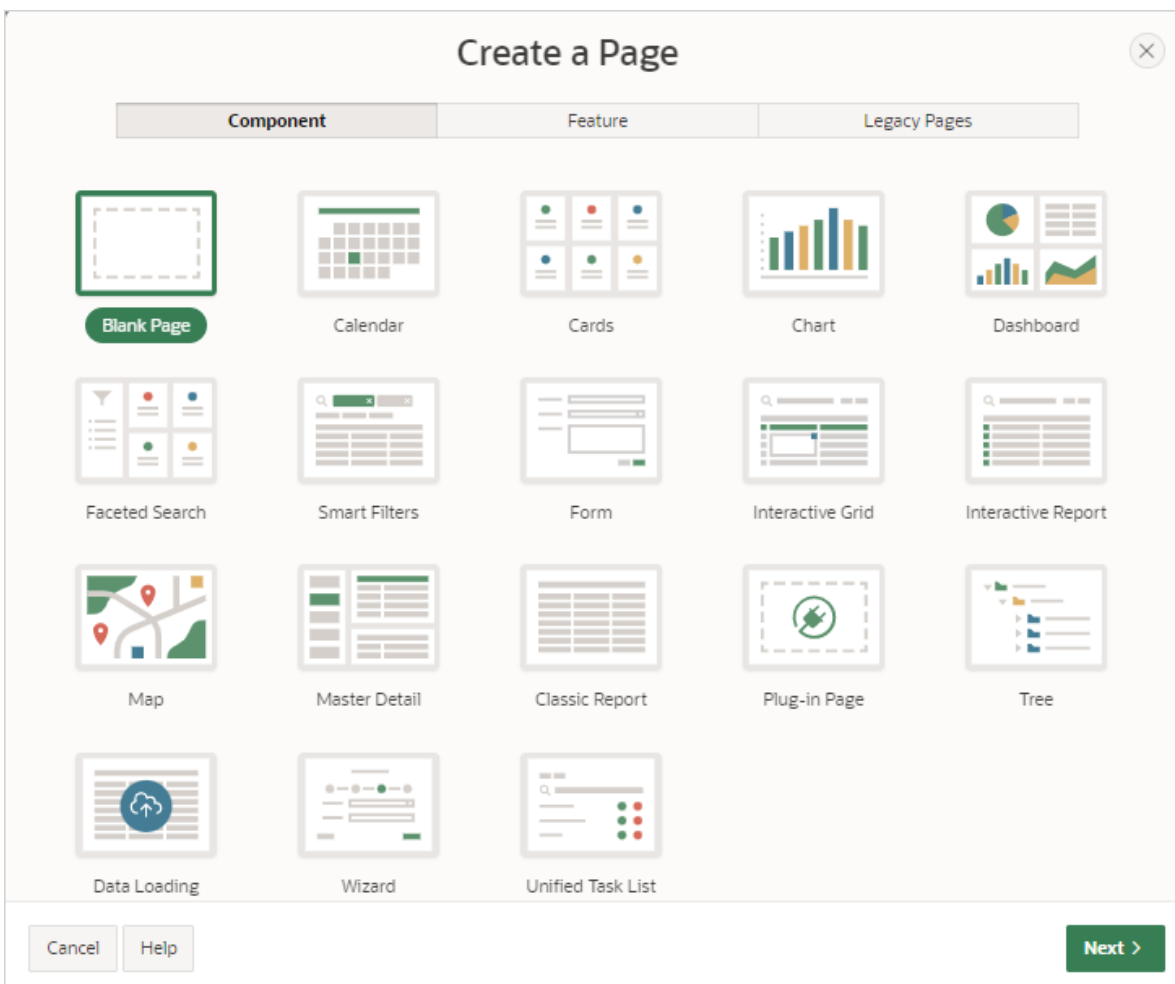 Create a Page
Component Feature Legacy Pages
Blank Page Calendar Cards Chart Dashboard
Faceted Search Smart Filters Form Interactive Grid Interactive Report
Map Master Detail Classic Report Plug-in Page Tree
Data Loading Wizard Unified Task List
Cancel Help Next >